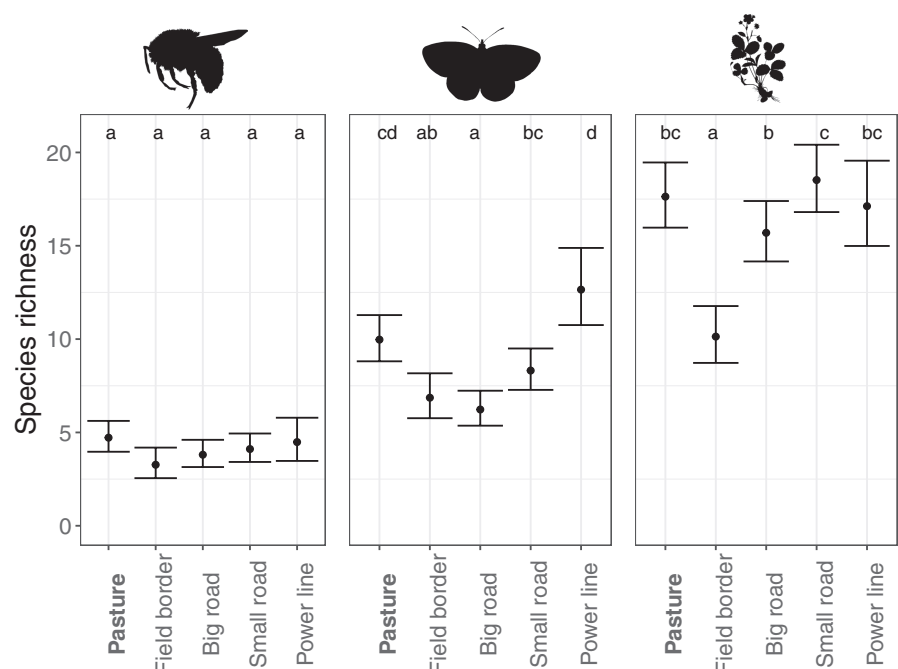 a a a a a
cd ab a bc d
bc a b c bc
Species richness
20
15
10
5
0
Pasture
Field border
Big road
Small road
Power line
Pasture
Field border
Big road
Small road
Power line
Pasture
Field border
Big road
Small road
Power line